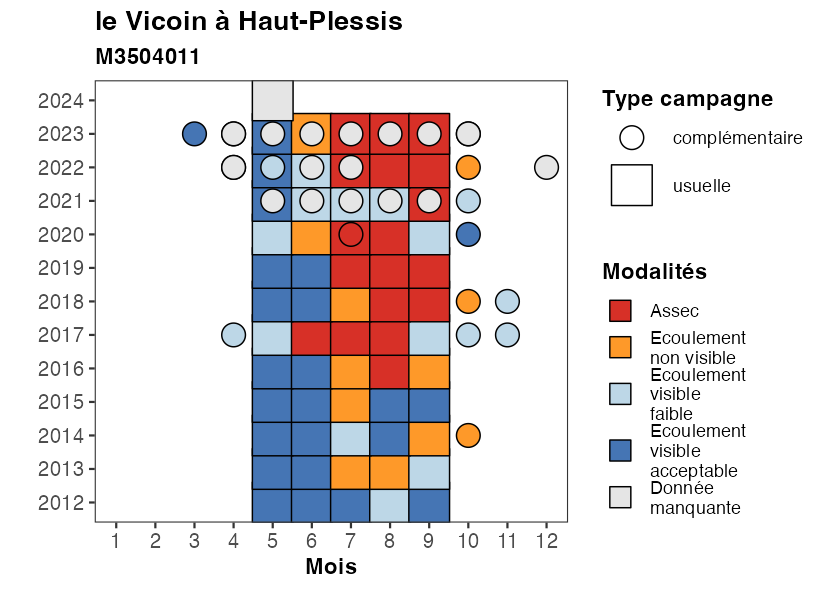 le Vicoin à Haut-Plessis
M3504011
2024
2023
2022
2021
2020
2019
2018
2017
2016
2015
2014
2013
2012
1 2 3 4 5 6 7 8 9 10 11 12
Mois
Type campagne
complémentaire
usuelle
Modalités
Assec
Ecoulement
non visible
Ecoulement
visible
faible
Ecoulement
visible
acceptable
Donnée
manquante